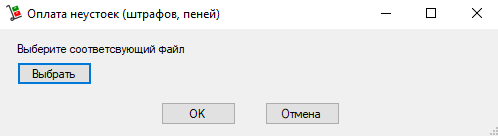 Оплата неустоек (штрафов, пеней)
Выберите соответсвующий файл
Выбрать
OK
Отмена